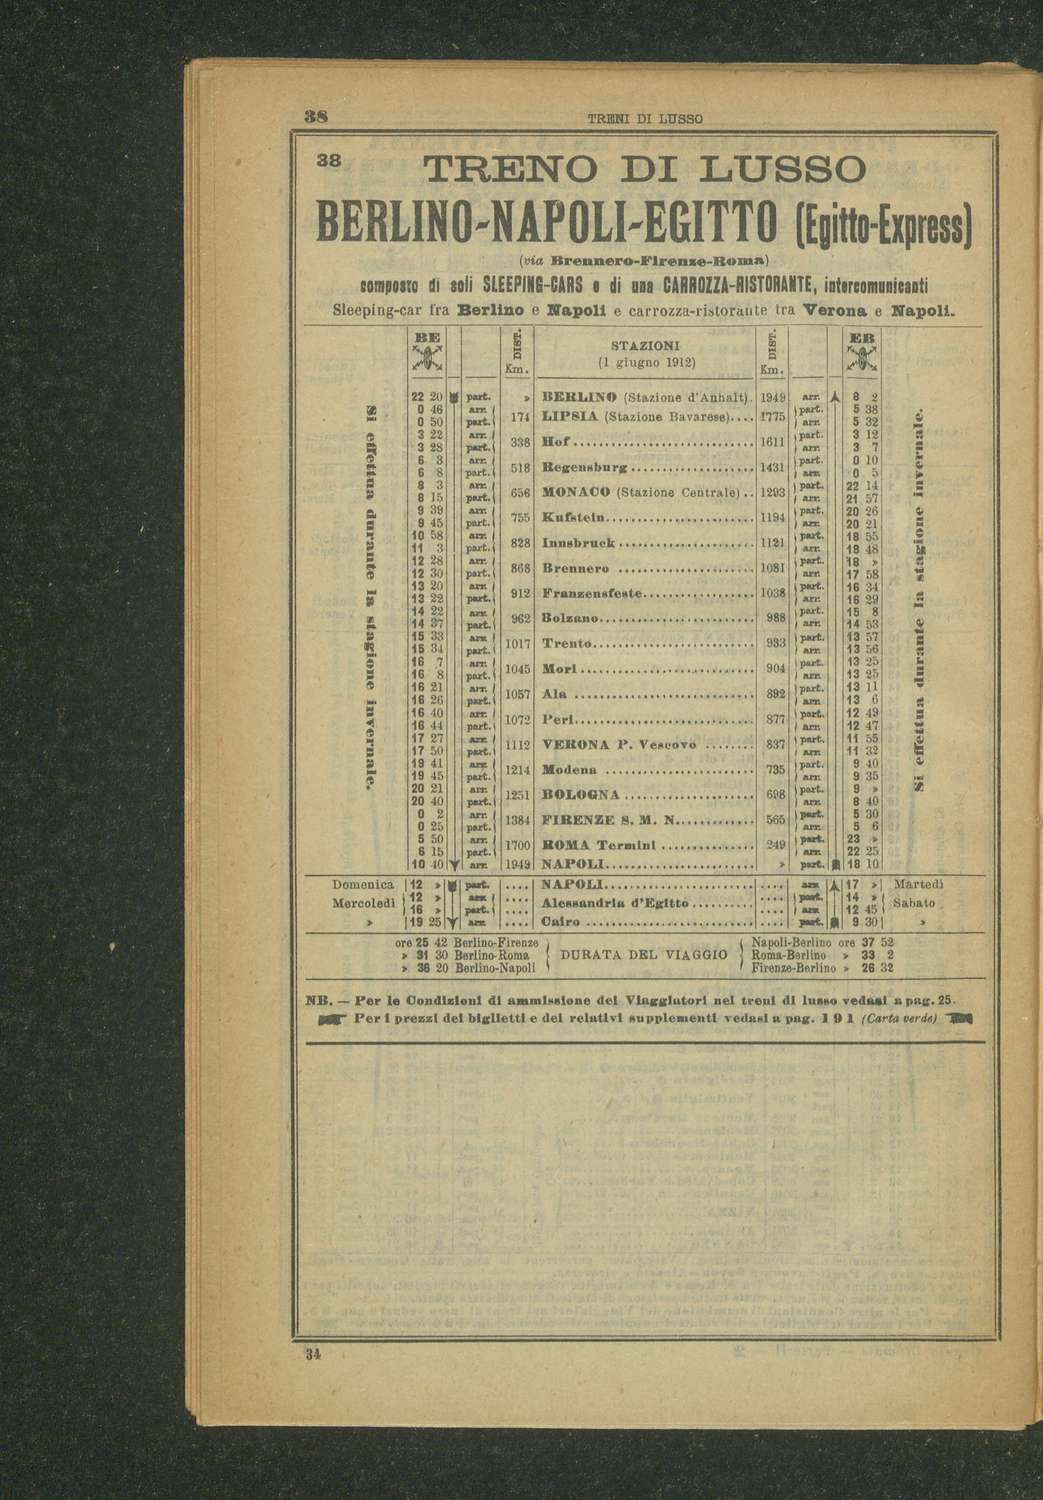 38 TRENI DI LUSSO
38 TRENO DI LUSSO
BERLINO-NAPOLI-EGITTO (Egitto-Express)
(via Brennero-Firenze-Roma)
composto di soli SLEEPING-CARS e di una CARROZZA-RISTORANTE, intercomunicanti
Sleeping-car fra Berlino e Napoli e carrozza-ristorante tra Verona e Napoli.
BE DIST. Km. STAZIONI (1 giugno 1912) DIST. Km. EB
Si effettua durante la stagione invernale.
22 20 part. » BERLINO (Stazione d'Anhalt). 1949 arr. 8 2
0 46 arr. 174 LIPSIA (Stazione Bavarese).... 1775 part. 5 38
0 50 part. arr. 5 32
3 22 arr. 338 Hof 1611 part. 3 12
3 28 part. arr. 3 7
6 3 arr. 518 Regensburg 1431 part. 0 10
6 8 part. arr. 0 5
8 3 arr. 656 MONACO (Stazione Centrale).. 1293 part. 22 14
8 15 part. arr. 21 57
9 39 arr. 755 Kufstein 1194 part. 20 26
9 45 part. arr. 20 21
10 58 arr. 828 Innsbruck 1121 part. 18 55
11 3 part. arr. 18 48
12 28 arr. 868 Brennero 1081 part. 18 »
12 30 part. arr. 17 58
13 20 arr. 912 Franzensfeste 1038 part. 16 34
13 22 part. arr. 16 29
14 22 arr. 962 Bolzano 988 part. 15 8
14 37 part. arr. 14 53
15 33 arr. 1017 Trento 933 part. 13 57
15 34 part. arr. 13 56
16 7 arr. 1045 Mori 904 part. 13 25
16 8 part. arr. 13 25
16 21 arr. 1057 Ala 892 part. 13 11
16 26 part. arr. 13 6
16 40 arr. 1072 Peri 877 part. 12 49
16 44 part. arr. 12 47
17 27 arr. 1112 VERONA P. Vescovo 837 part. 11 55
17 50 part. arr. 11 32
19 41 arr. 1214 Modena 735 part. 9 40
19 45 part. arr. 9 35
20 21 arr. 1251 BOLOGNA 698 part. 9 »
20 40 part. arr. 8 40
0 2 arr. 1384 FIRENZE S. M. N. 565 part. 5 30
0 25 part. arr. 5 6
5 50 arr. 1700 ROMA Termini 249 part. 23 »
6 15 part. arr. 22 25
10 40 arr. 1949 NAPOLI » part. 18 10
Si effettua durante la stagione invernale.
Domenica 12 » part. .... NAPOLI .... arr. 17 » Martedì
Mercoledì 12 » arr. .... Alessandria d'Egitto .... part. 14 » Sabato
16 » part. .... .... arr. 12 45
» 19 25 arr. .... Cairo .... part. 9 30 »
ore 25 42 Berlino-Firenze Napoli-Berlino ore 37 52
» 31 30 Berlino-Roma DURATA DEL VIAGGIO Roma-Berlino » 33 2
» 36 20 Berlino-Napoli Firenze-Berlino » 26 32
NB. — Per le Condizioni di ammissione dei Viaggiatori nei treni di lusso vedasi a pag. 25.
Per i prezzi dei biglietti e dei relativi supplementi vedasi a pag. 191 (Carta verde)
34